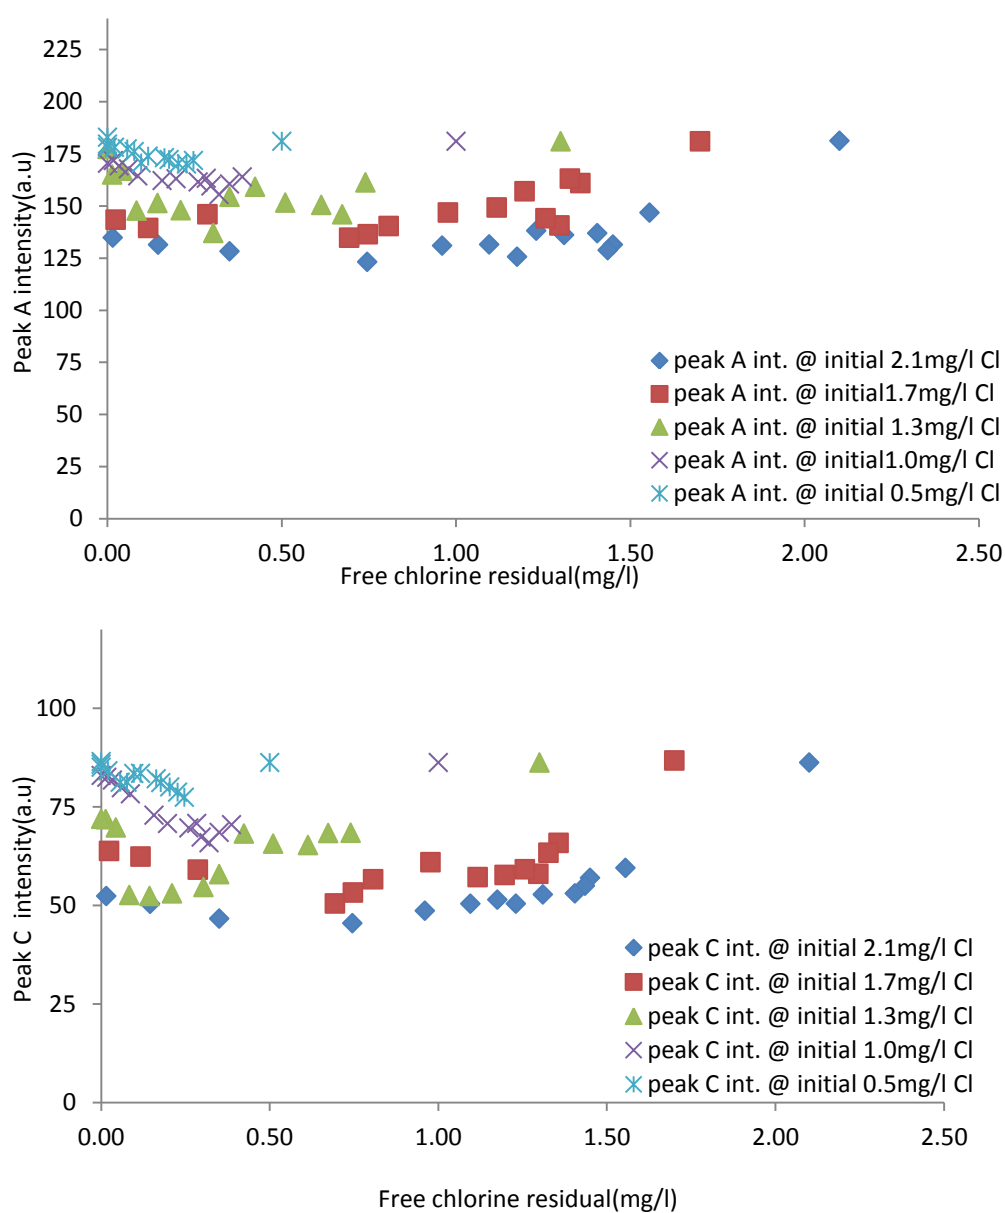 225
200
175
150
125
100
75
50
25
0
Peak A intensity(a.u)
peak A int. @ initial 2.1mg/l Cl
peak A int. @ initial1.7mg/l Cl
peak A int. @ initial 1.3mg/l Cl
peak A int. @ initial1.0mg/l Cl
peak A int. @ initial 0.5mg/l Cl
0.00 0.50 1.00 1.50 2.00 2.50
Free chlorine residual(mg/l)
100
75
50
25
0
Peak C intensity(a.u)
peak C int. @ initial 2.1mg/l Cl
peak C int. @ initial 1.7mg/l Cl
peak C int. @ initial 1.3mg/l Cl
peak C int. @ initial 1.0mg/l Cl
peak C int. @ initial 0.5mg/l Cl
0.00 0.50 1.00 1.50 2.00 2.50
Free chlorine residual(mg/l)